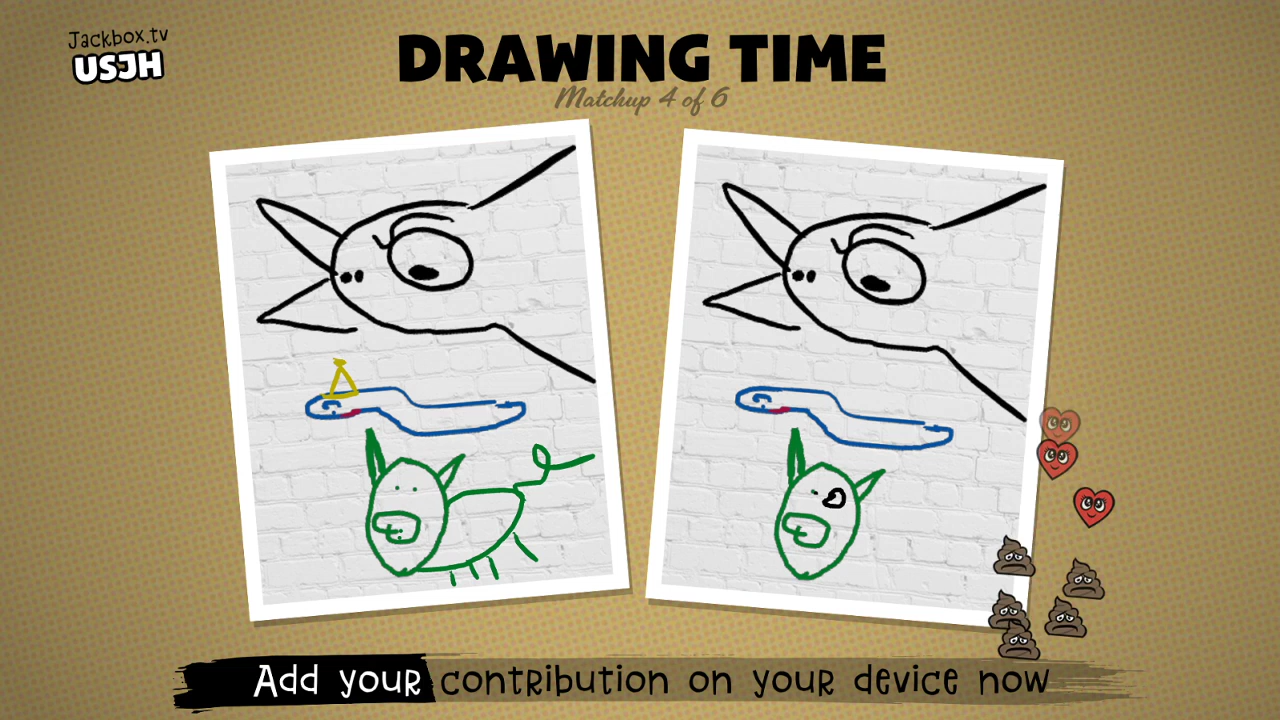 Jackbox.tv
USJH
DRAWING TIME
Matchup 4 of 6
Add your contribution on your device now